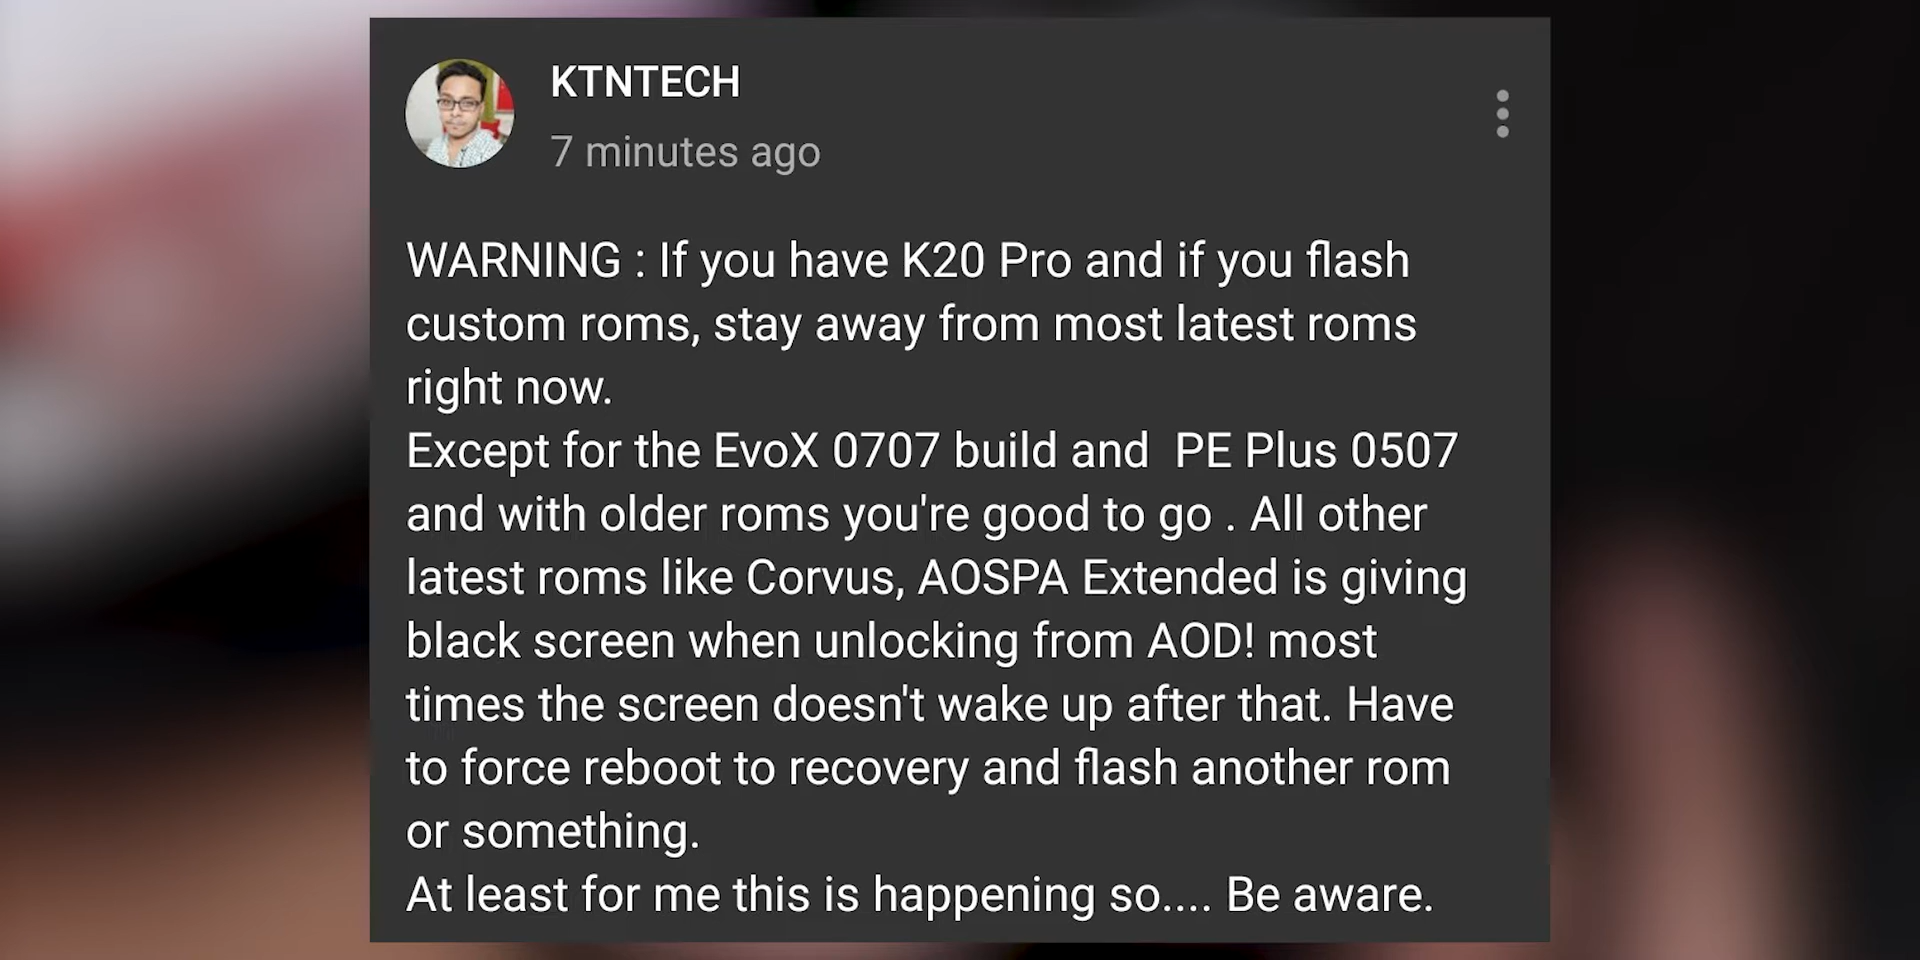 KTNTECH
7 minutes ago
WARNING : If you have K20 Pro and if you flash
custom roms, stay away from most latest roms
right now.
Except for the EvoX 0707 build and  PE Plus 0507
and with older roms you're good to go . All other
latest roms like Corvus, AOSPA Extended is giving
black screen when unlocking from AOD! most
times the screen doesn't wake up after that. Have
to force reboot to recovery and flash another rom
or something.
At least for me this is happening so.... Be aware.